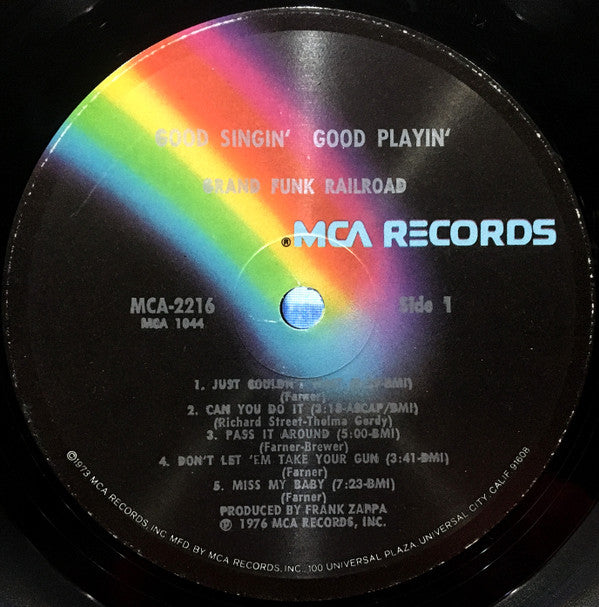 GOOD SINGIN' GOOD PLAYIN'
GRAND FUNK RAILROAD
® MCA RECORDS
MCA-2216 Side 1
MCA 1044
1. JUST COULDN'T
(Farner)
2. CAN YOU DO IT (3:18-ASCAP/BMI)
(Richard Street-Thelma Gordy)
3. PASS IT AROUND (5:00-BMI)
(Farner-Brewer)
4. DON'T LET 'EM TAKE YOUR GUN (3:41-BMI)
(Farner)
5. MISS MY BABY (7:23-BMI)
(Farner)
PRODUCED BY FRANK ZAPPA
℗ 1976 MCA RECORDS, INC.
©1973 MCA RECORDS, INC. MFD. BY MCA RECORDS, INC., 100 UNIVERSAL PLAZA, UNIVERSAL CITY, CALIF. 91608